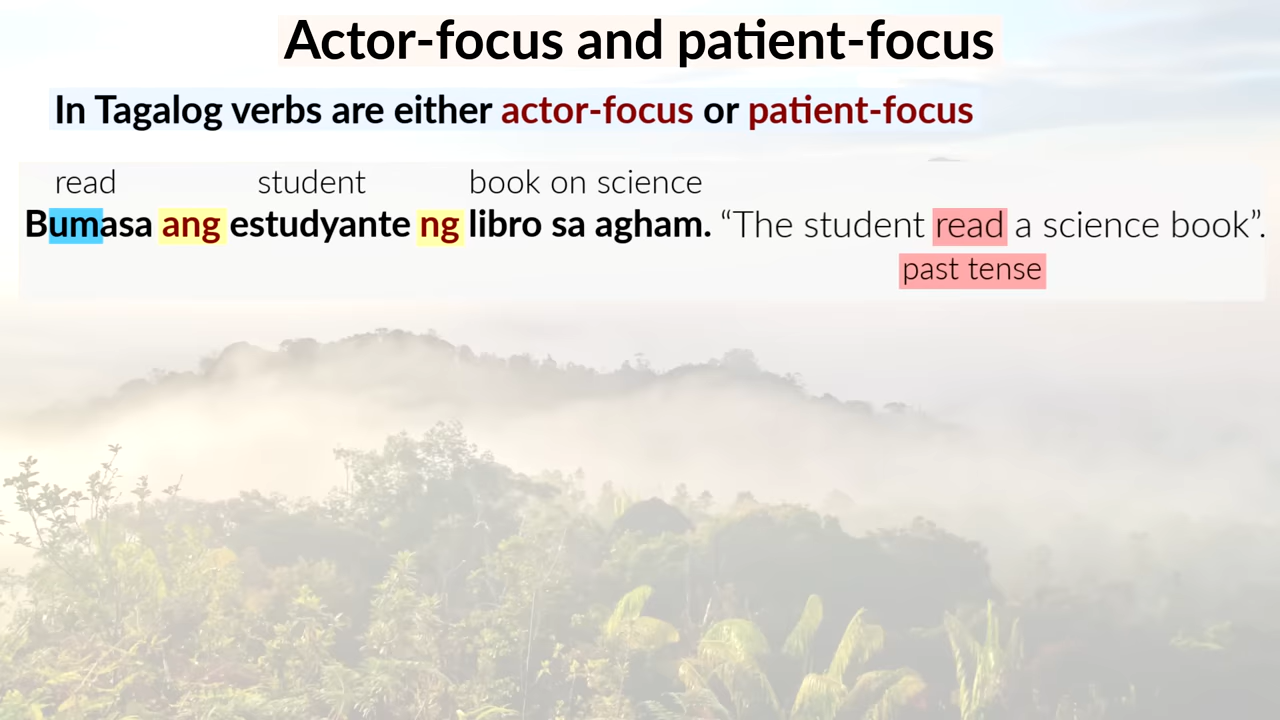 Actor-focus and patient-focus
In Tagalog verbs are either actor-focus or patient-focus
read student book on science
Bumasa ang estudyante ng libro sa agham. “The student read a science book”.
past tense